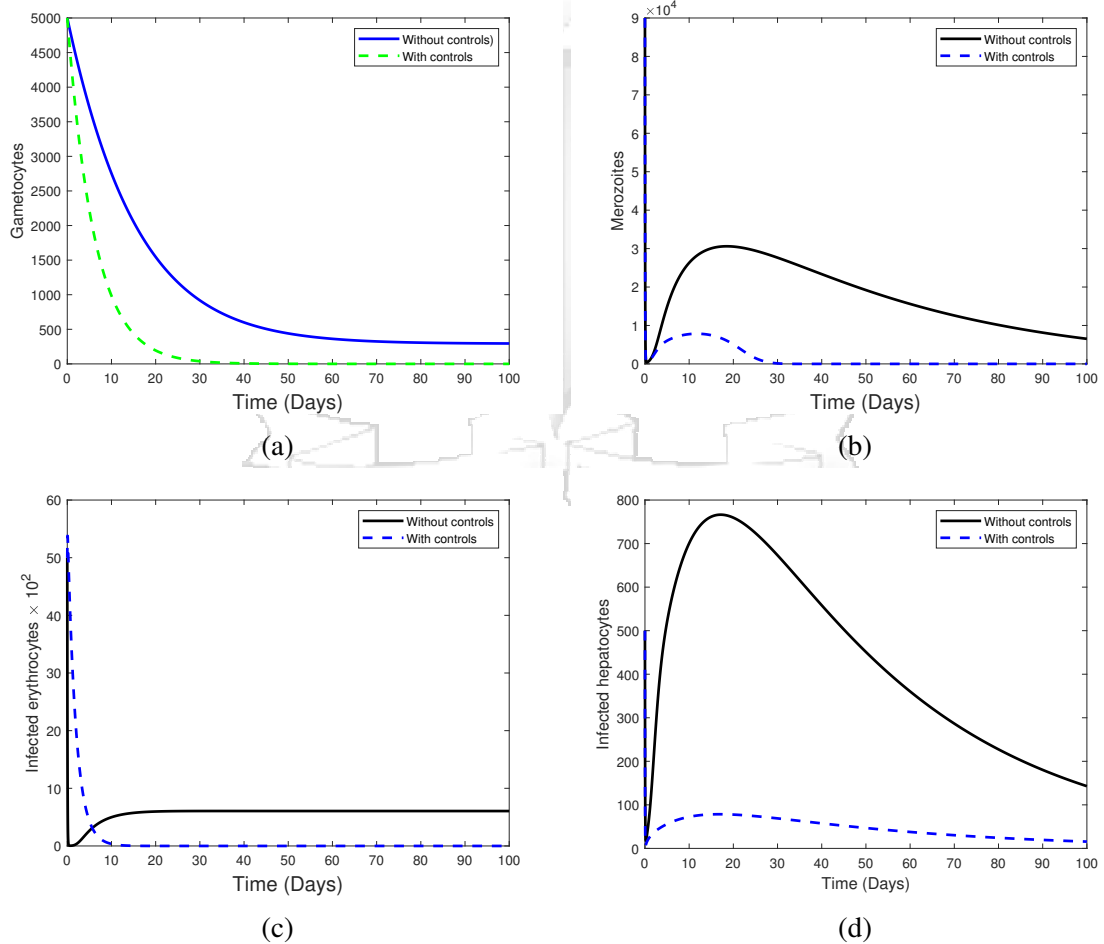 5000
4500
4000
3500
3000
2500
2000
1500
1000
500
0
Gametocytes
Without controls)
With controls
0 10 20 30 40 50 60 70 80 90 100
Time (Days)
(a)
×10^4
9
8
7
6
5
4
3
2
1
0
Merozoites
Without controls
With controls
0 10 20 30 40 50 60 70 80 90 100
Time (Days)
(b)
60
50
40
30
20
10
0
Infected erythrocytes × 10^2
Without controls
With controls
0 10 20 30 40 50 60 70 80 90 100
Time (Days)
(c)
800
700
600
500
400
300
200
100
0
Infected hepatocytes
Without controls
With controls
0 10 20 30 40 50 60 70 80 90 100
Time (Days)
(d)